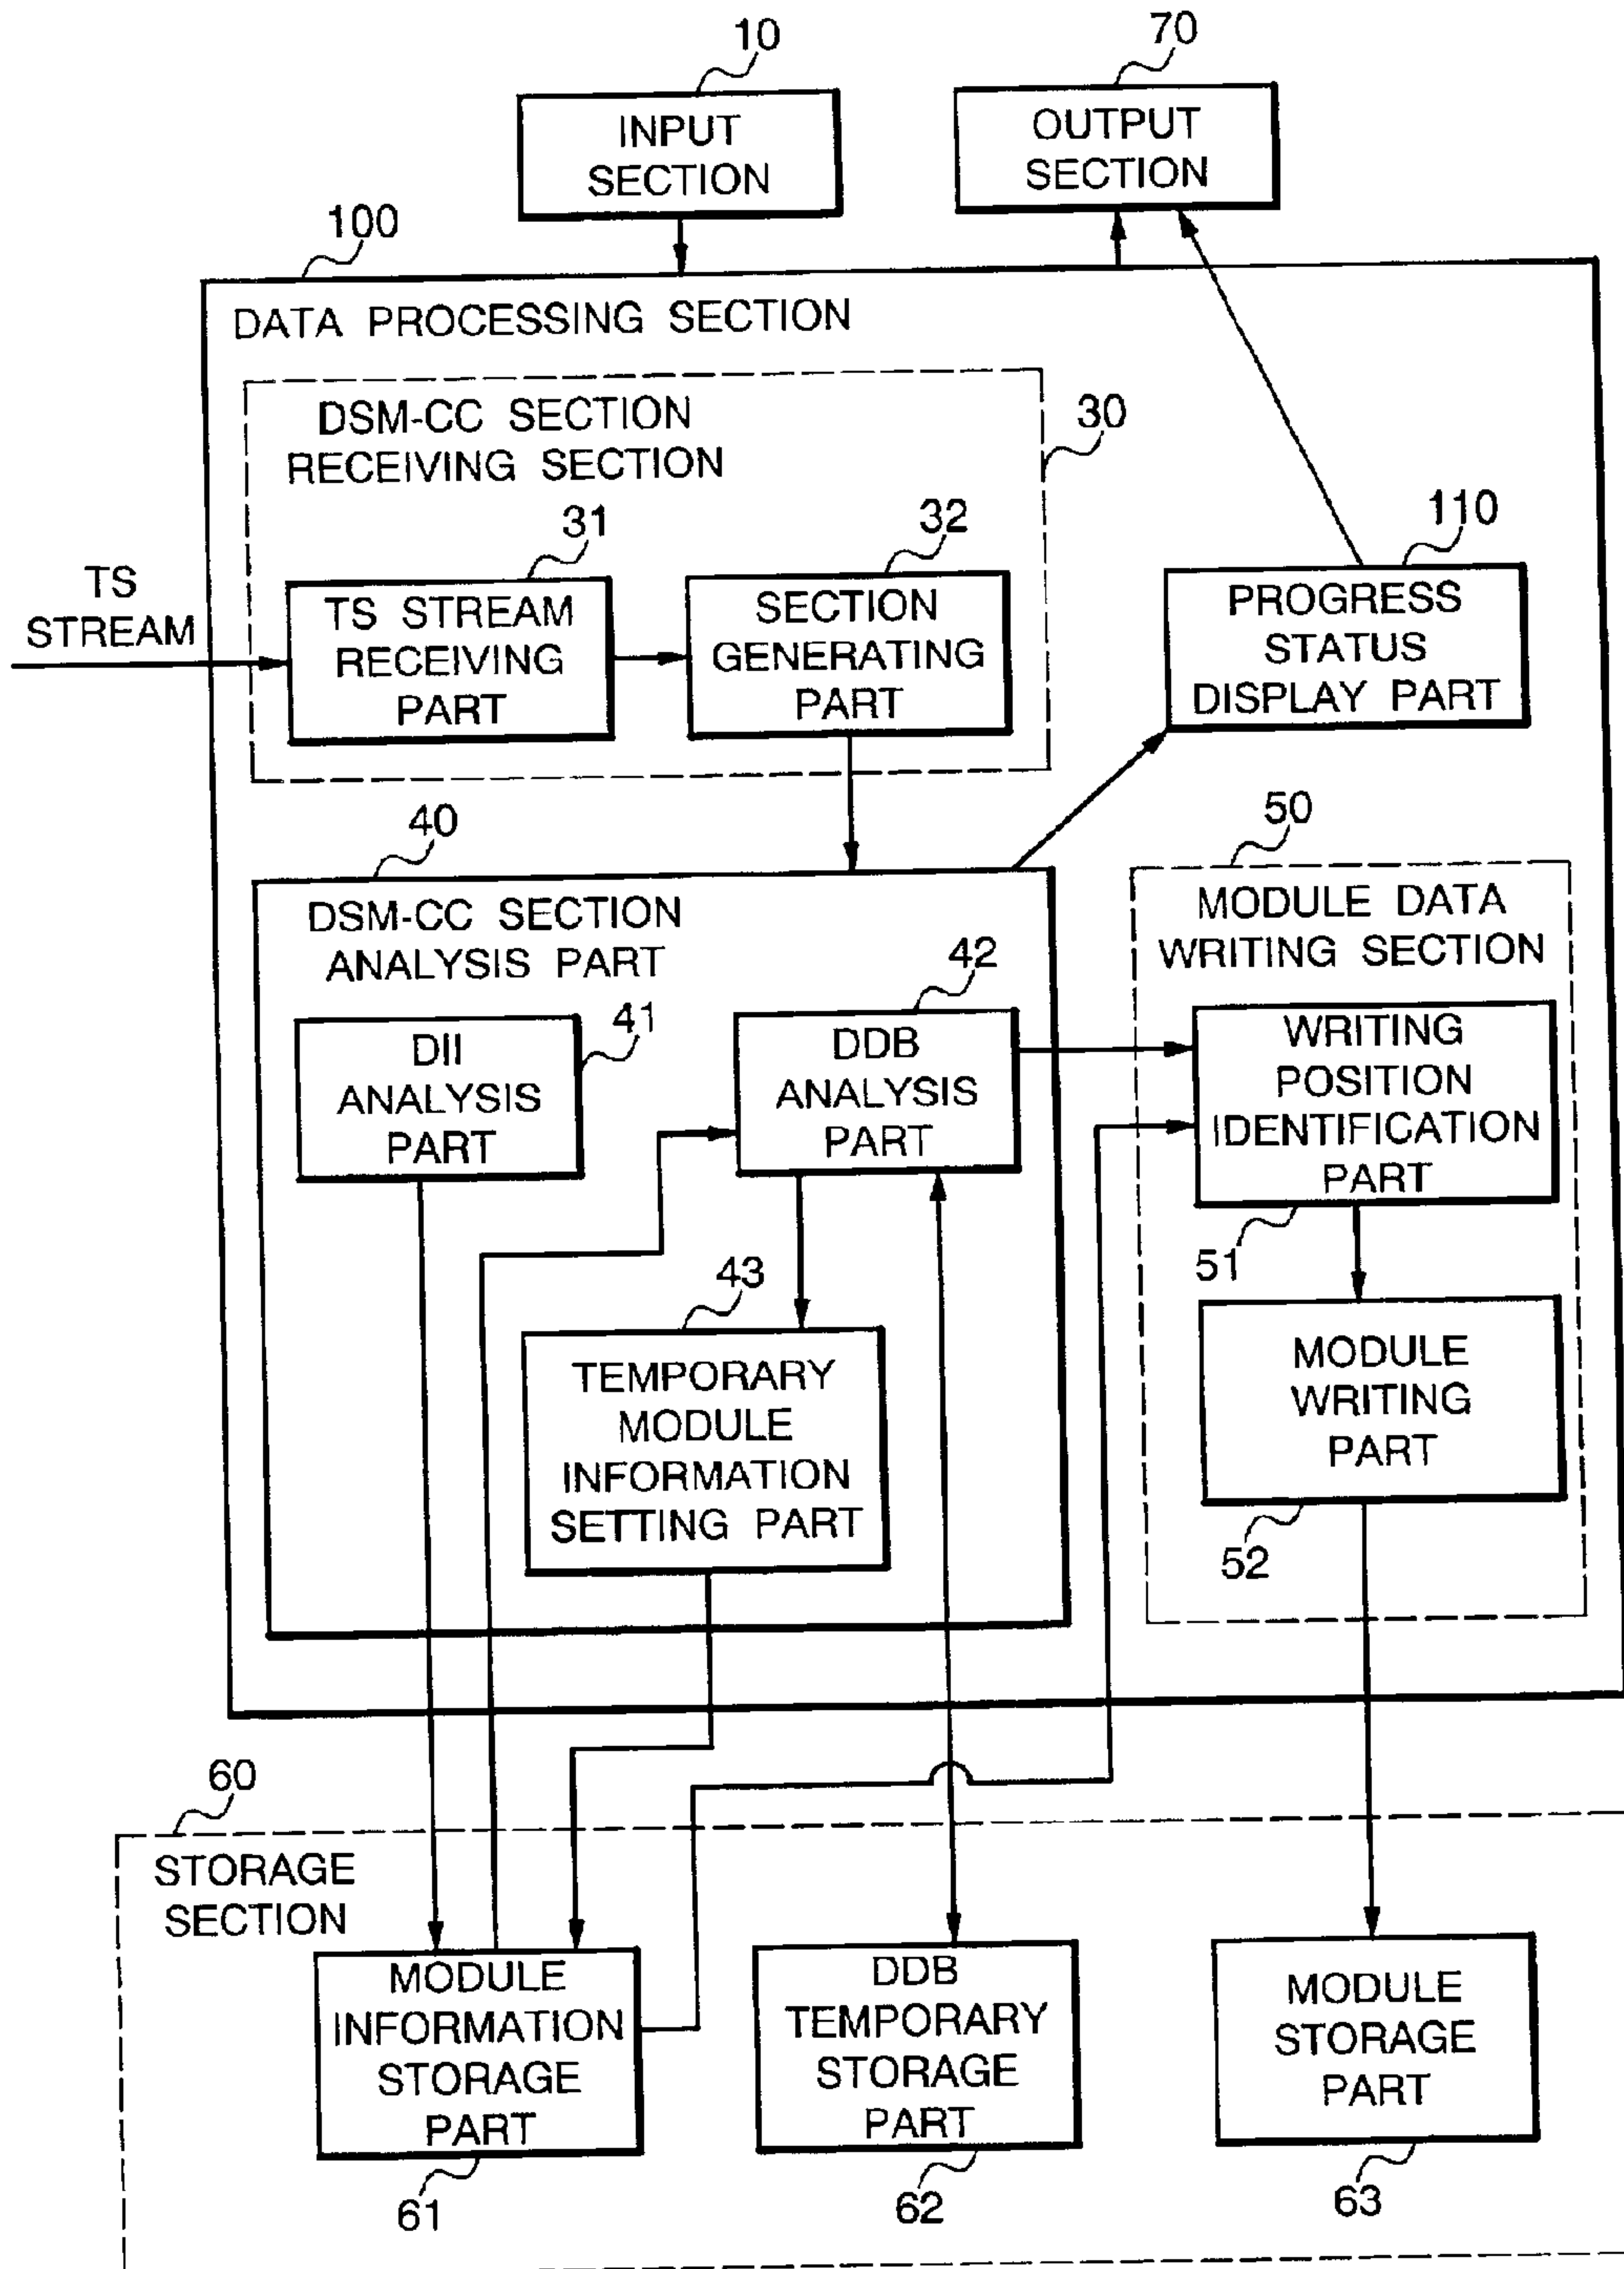 10
70
INPUT
SECTION
OUTPUT
SECTION
100
DATA PROCESSING SECTION
DSM-CC SECTION
RECEIVING SECTION
30
31
32
110
TS
STREAM
TS STREAM
RECEIVING
PART
SECTION
GENERATING
PART
PROGRESS
STATUS
DISPLAY PART
40
50
DSM-CC SECTION
ANALYSIS PART
MODULE DATA
WRITING SECTION
41
42
DII
ANALYSIS
PART
DDB
ANALYSIS
PART
WRITING
POSITION
IDENTIFICATION
PART
51
43
TEMPORARY
MODULE
INFORMATION
SETTING PART
MODULE
WRITING
PART
52
60
STORAGE
SECTION
MODULE
INFORMATION
STORAGE
PART
DDB
TEMPORARY
STORAGE
PART
MODULE
STORAGE
PART
61
62
63